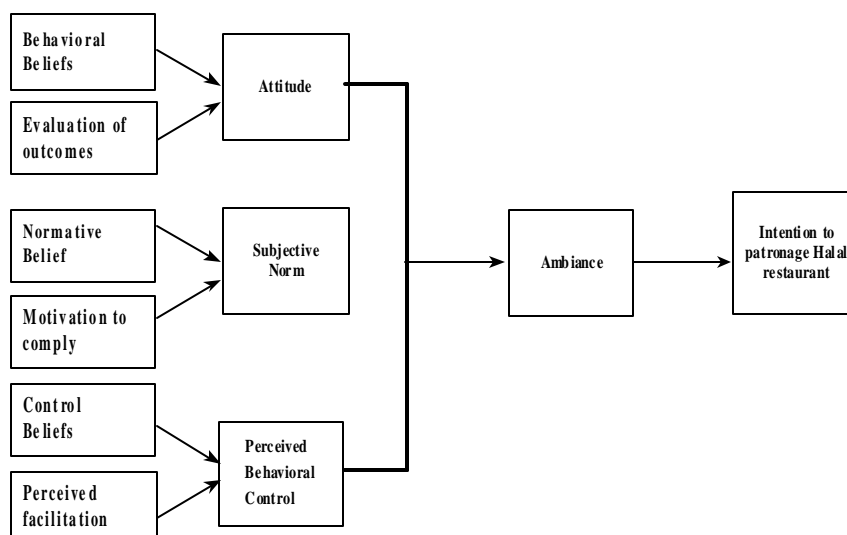 Behavioral
Beliefs
Attitude
Evaluation of
outcomes
Normative
Belief
Subjective
Norm
Motivation to
comply
Control
Beliefs
Perceived
Behavioral
Control
Perceived
facilitation
Ambiance
Intention to
patronage Halal
restaurant